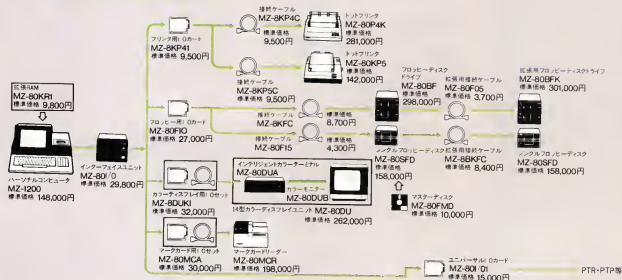 拡張RAM
MZ-80KR1
標準価格 9,800円
パーソナルコンピュータ
MZ-1200
標準価格 148,000円
インターフェイスユニット
MZ-80I/O
標準価格 29,800円
プリンタ用I/Oカード
MZ-8KP41
標準価格 9,500円
接続ケーブル
MZ-8KP4C
標準価格
9,500円
ドットプリンタ
MZ-80P4K
標準価格
281,000円
接続ケーブル
MZ-8KP5C
標準価格
9,500円
ドットプリンタ
MZ-80KP5
標準価格
142,000円
フロッピー用I/Oカード
MZ-80FIO
標準価格 27,000円
接続ケーブル
MZ-8KFC
標準価格
8,700円
接続ケーブル
MZ-80F15
標準価格
4,300円
フロッピーディスク
ドライブ
MZ-80BF
標準価格
298,000円
拡張用接続ケーブル
MZ-80F05
標準価格 3,700円
拡張用フロッピーディスクドライブ
MZ-80BFK
標準価格 301,000円
シングルフロッピーディスク
MZ-80SFD
標準価格
158,000円
拡張用接続ケーブル
MZ-8BKFC
標準価格 8,400円
シングルフロッピーディスク
MZ-80SFD
標準価格
158,000円
マスターディスク
MZ-80FMD
標準価格 10,000円
カラーディスプレイ用I/Oセット
MZ-8DUKI
標準価格 32,000円
インテリジェントカラーターミナル
MZ-80DUA
カラーモニター
MZ-80DUB
14型カラーディスプレイユニット MZ-80DU
標準価格 262,000円
マークカード用I/Oセット
MZ-80MCA
標準価格 30,000円
マークカードリーダー
MZ-80MCR
標準価格 198,000円
ユニバーサルI/Oカード
MZ-80I/01
標準価格 15,000円
PTR・PTP等